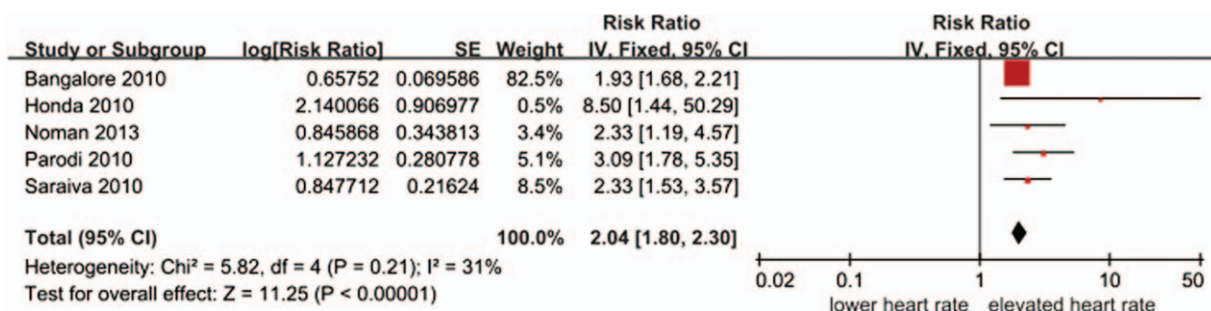 Risk Ratio Risk Ratio
Study or Subgroup log[Risk Ratio] SE Weight IV, Fixed, 95% CI IV, Fixed, 95% CI
Bangalore 2010 0.65752 0.069586 82.5% 1.93 [1.68, 2.21]
Honda 2010 2.140066 0.906977 0.5% 8.50 [1.44, 50.29]
Noman 2013 0.845868 0.343813 3.4% 2.33 [1.19, 4.57]
Parodi 2010 1.127232 0.280778 5.1% 3.09 [1.78, 5.35]
Saraiva 2010 0.847712 0.21624 8.5% 2.33 [1.53, 3.57]
Total (95% CI) 100.0% 2.04 [1.80, 2.30]
Heterogeneity: Chi² = 5.82, df = 4 (P = 0.21); I² = 31%
Test for overall effect: Z = 11.25 (P < 0.00001)
0.02 0.1 1 10 50
lower heart rate elevated heart rate